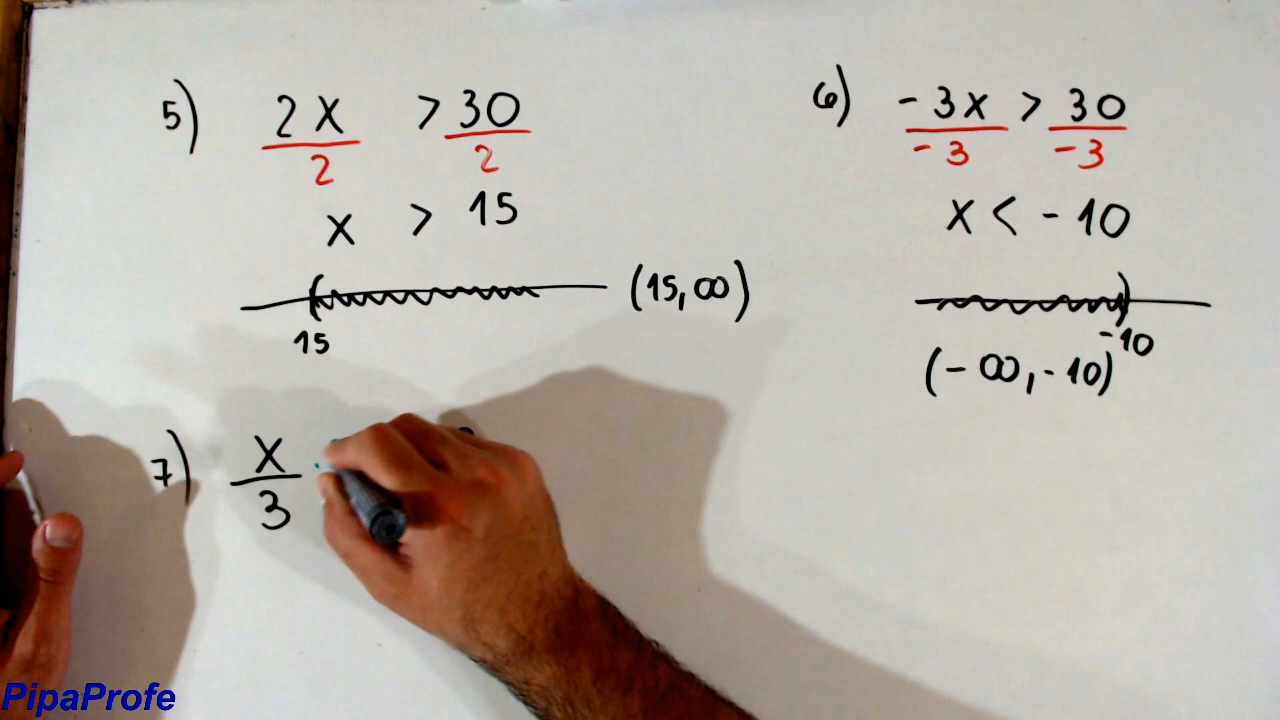 5) 2x > 30
2 2
x > 15
15
(15, ∞)
6) -3x > 30
-3 -3
x < -10
-10
(-∞, -10)
7) x
3
PipaProfe